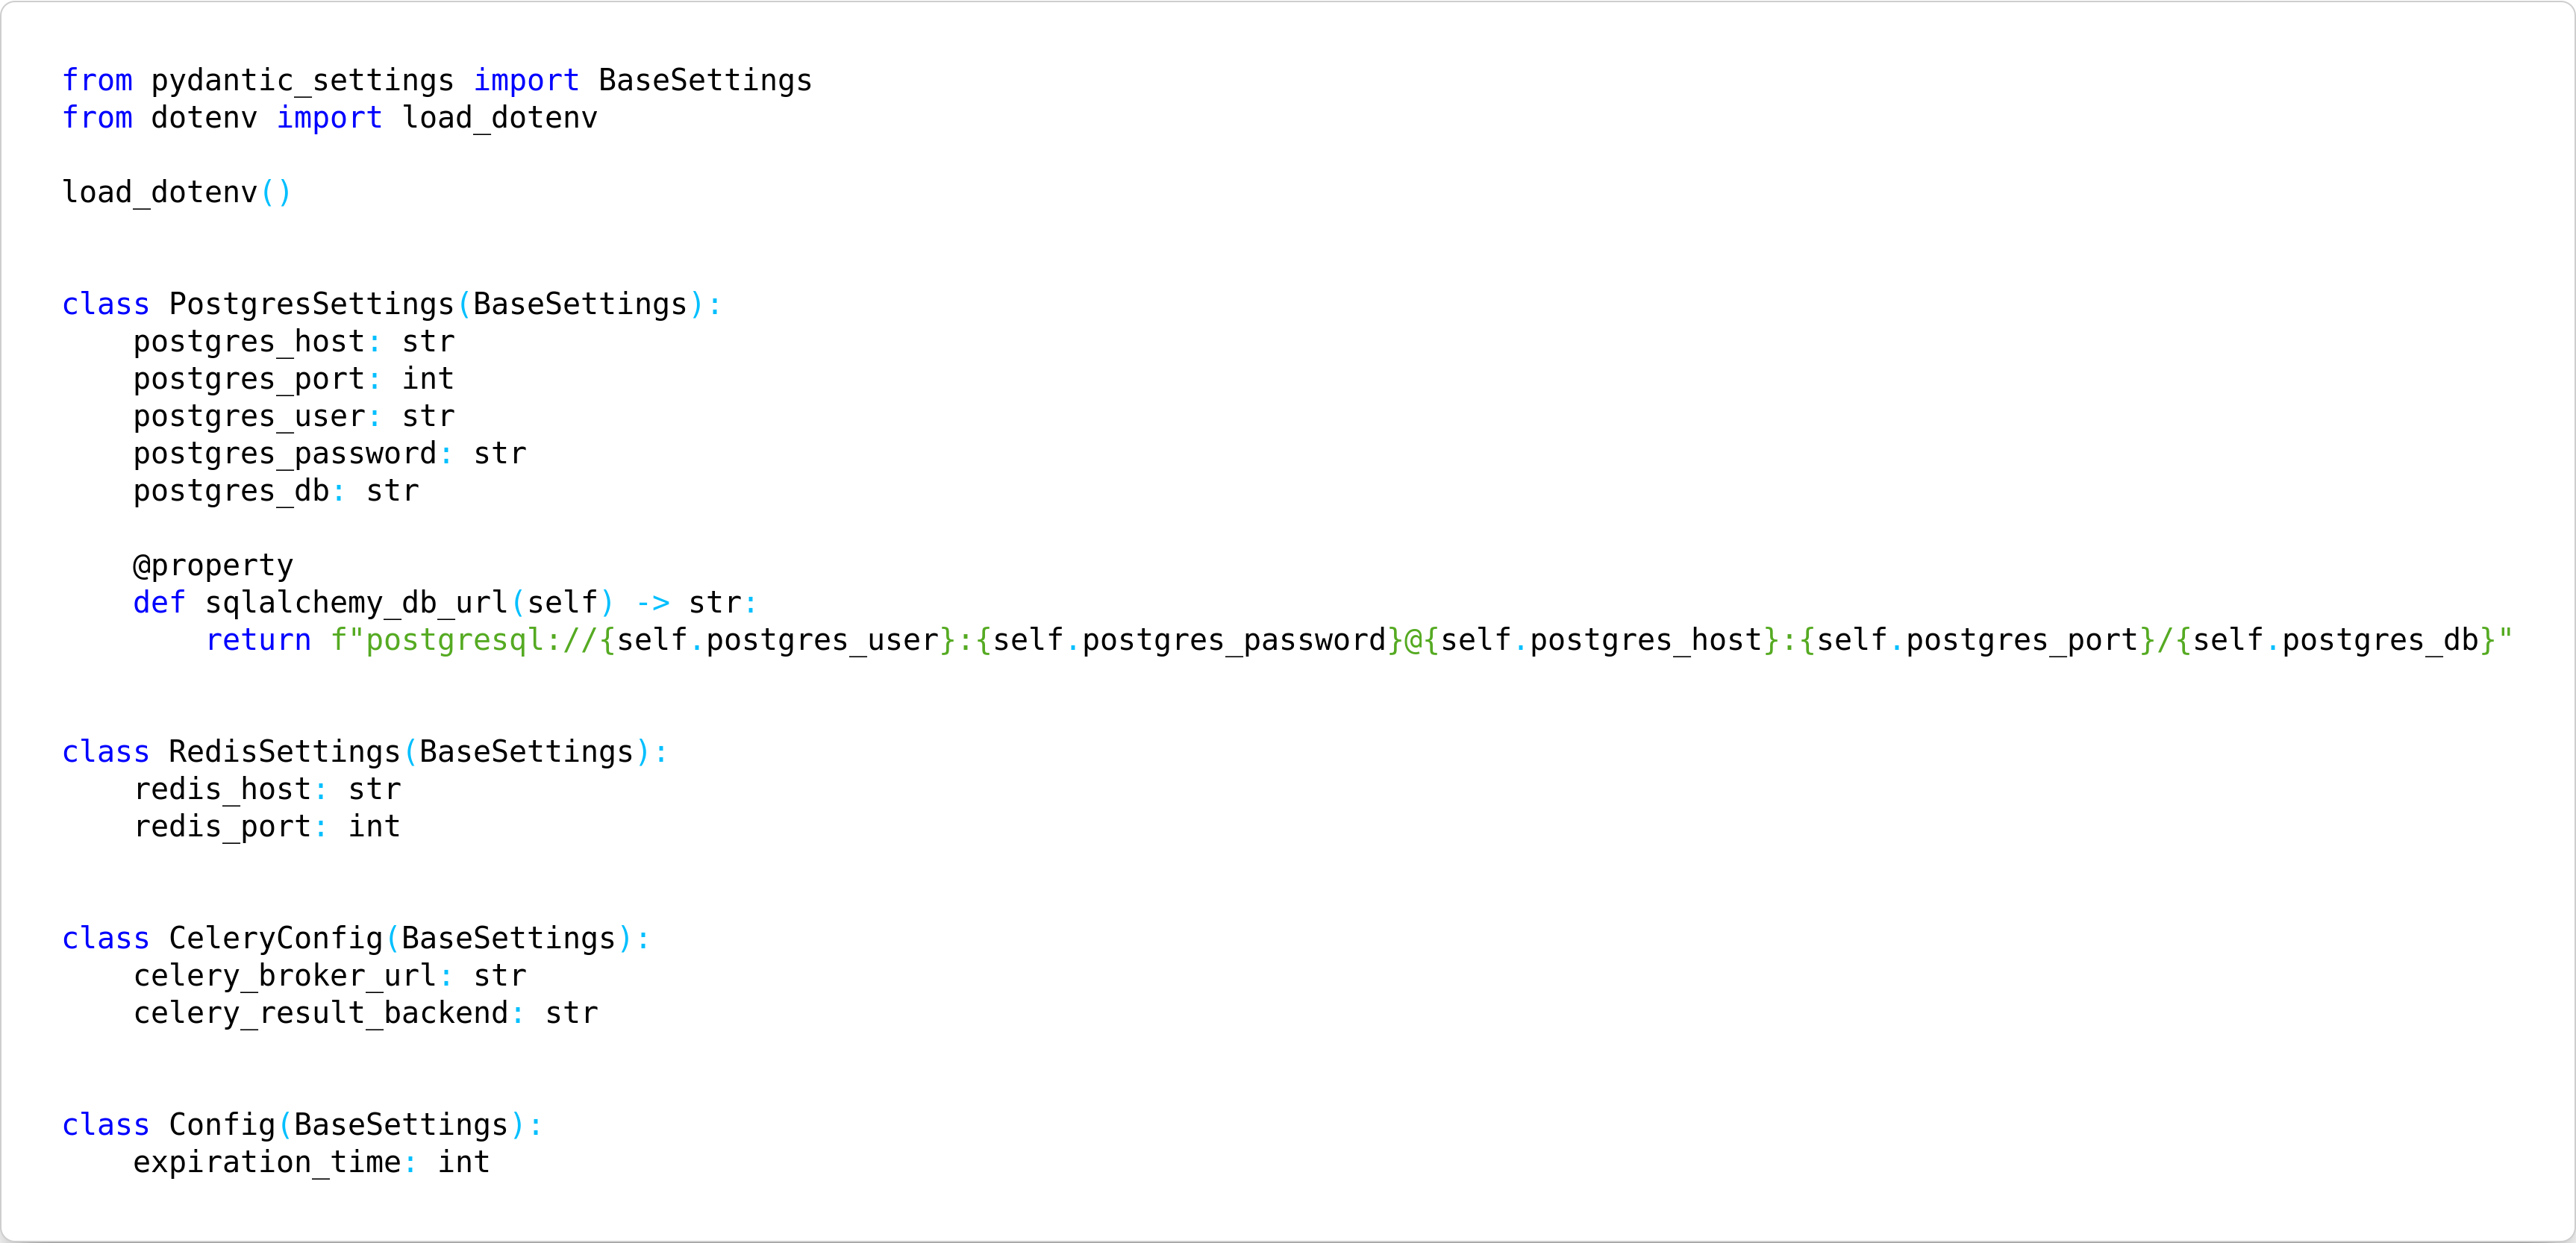 from pydantic_settings import BaseSettings
from dotenv import load_dotenv

load_dotenv()


class PostgresSettings(BaseSettings):
    postgres_host: str
    postgres_port: int
    postgres_user: str
    postgres_password: str
    postgres_db: str

    @property
    def sqlalchemy_db_url(self) -> str:
        return f"postgresql://{self.postgres_user}:{self.postgres_password}@{self.postgres_host}:{self.postgres_port}/{self.postgres_db}"


class RedisSettings(BaseSettings):
    redis_host: str
    redis_port: int


class CeleryConfig(BaseSettings):
    celery_broker_url: str
    celery_result_backend: str


class Config(BaseSettings):
    expiration_time: int